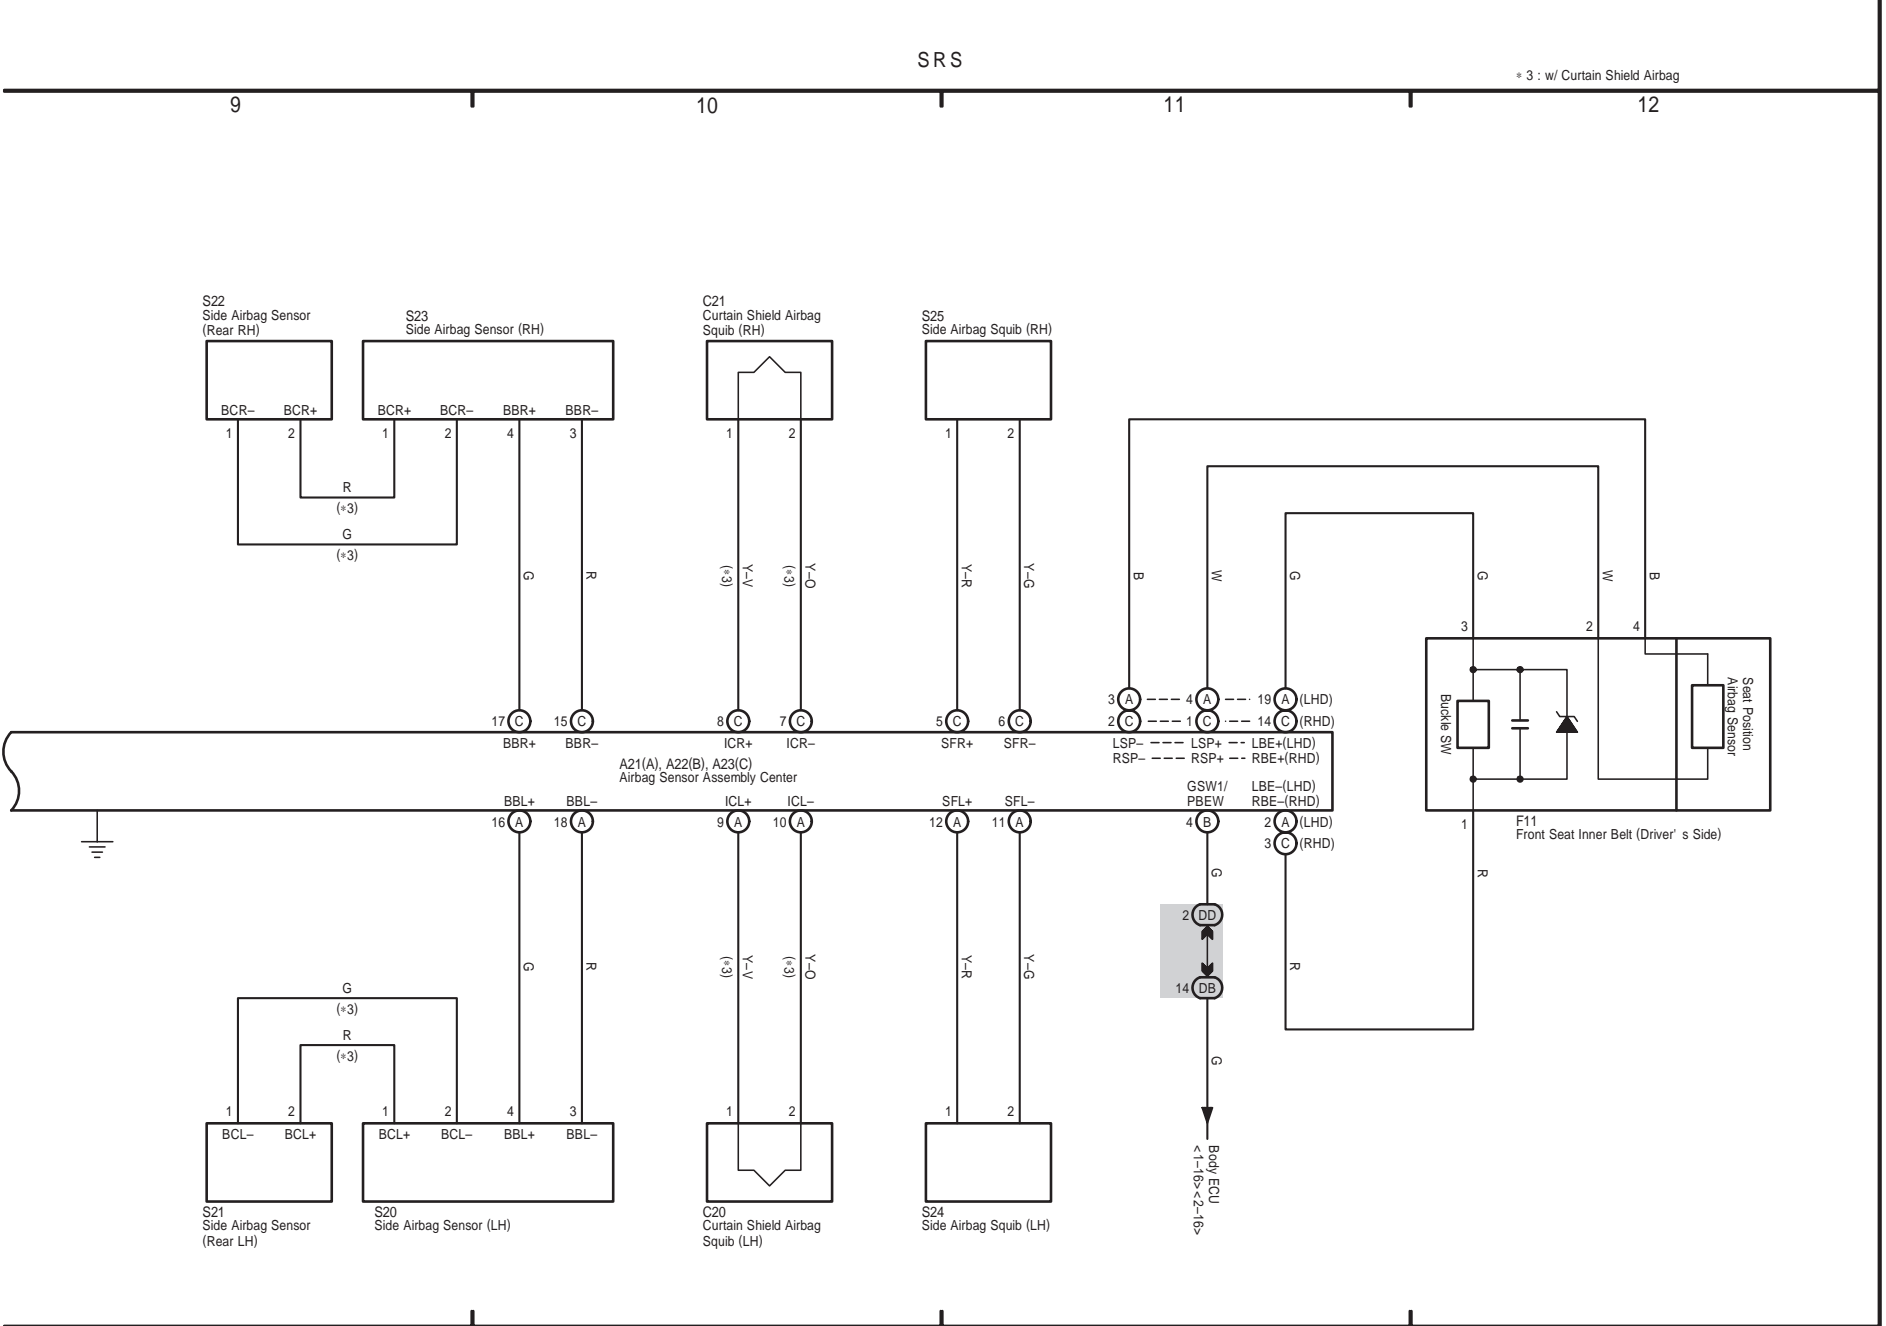 SRS
∗ 3 : w/ Curtain Shield Airbag
9 10 11 12
S22
Side Airbag Sensor
(Rear RH)
S23
Side Airbag Sensor (RH)
C21
Curtain Shield Airbag
Squib (RH)
S25
Side Airbag Squib (RH)
BCR– BCR+ BCR+ BCR– BBR+ BBR–
1 2 1 2 4 3 1 2 1 2
R
(∗3)
G
(∗3)
G R Y–V (∗3) Y–O (∗3) Y–R Y–G B W G G W B
3 2 4
Buckle SW
Seat Position
Airbag Sensor
3 A 4 A 19 A (LHD)
17 C 15 C 8 C 7 C 5 C 6 C 2 C 1 C 14 C (RHD)
BBR+ BBR– ICR+ ICR– SFR+ SFR– LSP– LSP+ LBE+(LHD)
RSP– RSP+ RBE+(RHD)
A21(A), A22(B), A23(C)
Airbag Sensor Assembly Center
GSW1/ LBE–(LHD)
BBL+ BBL– ICL+ ICL– SFL+ SFL– PBEW RBE–(RHD)
16 A 18 A 9 A 10 A 12 A 11 A 4 B 2 A (LHD)
3 C (RHD)
1
F11
Front Seat Inner Belt (Driver' s Side)
G R
2 DD
14 DB
G R Y–V (∗3) Y–O (∗3) Y–R Y–G R
G
(∗3)
R
(∗3)
G
1 2 1 2 4 3 1 2 1 2
BCL– BCL+ BCL+ BCL– BBL+ BBL–
Body ECU
<1–16><2–16>
S21
Side Airbag Sensor
(Rear LH)
S20
Side Airbag Sensor (LH)
C20
Curtain Shield Airbag
Squib (LH)
S24
Side Airbag Squib (LH)